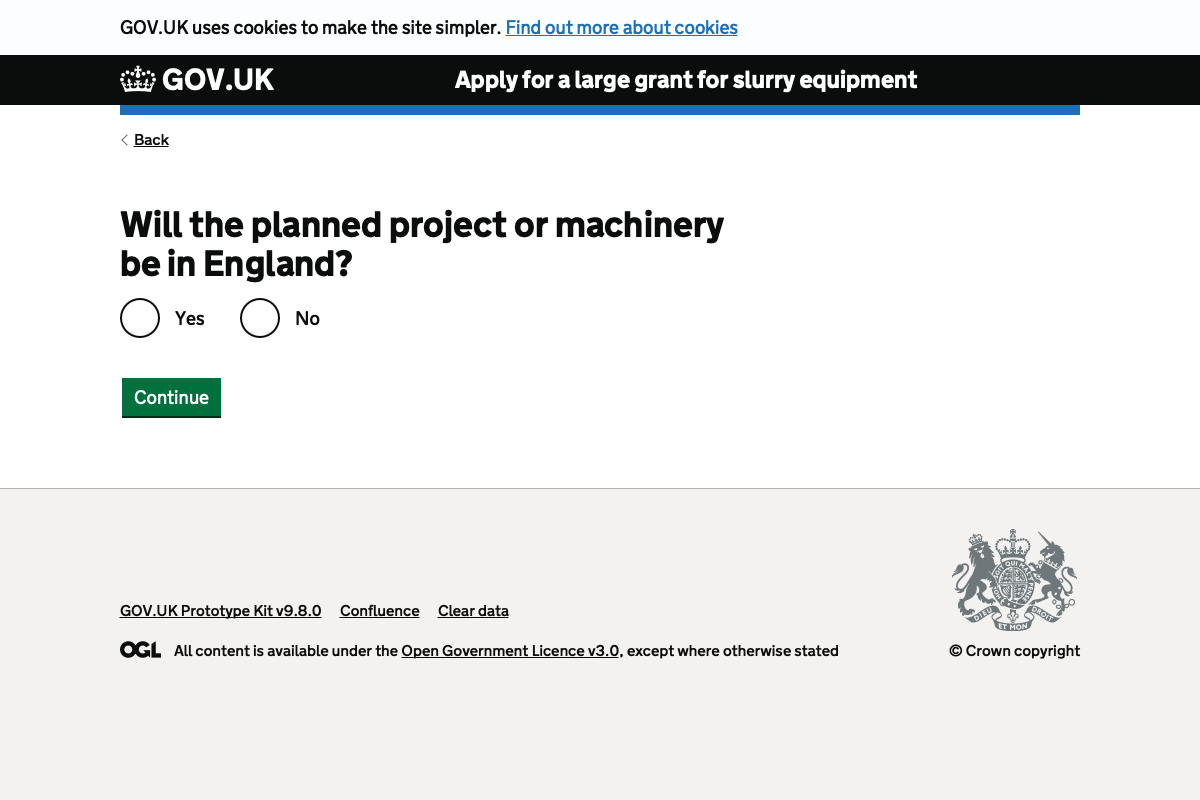 GOV.UK uses cookies to make the site simpler. Find out more about cookies
GOV.UK Apply for a large grant for slurry equipment
Back
Will the planned project or machinery
be in England?
Yes No
Continue
GOV.UK Prototype Kit v9.8.0 Confluence Clear data
OGL All content is available under the Open Government Licence v3.0, except where otherwise stated
DIEU ET MON DROIT
© Crown copyright